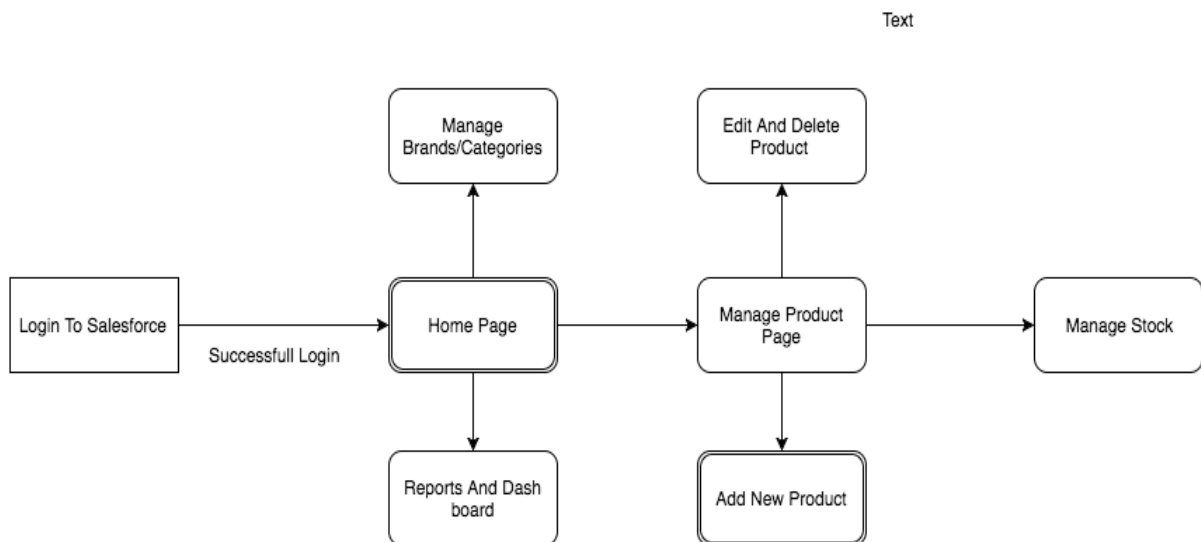 Text
Manage
Brands/Categories
Edit And Delete
Product
Login To Salesforce
Successfull Login
Home Page
Manage Product
Page
Manage Stock
Reports And Dash
board
Add New Product